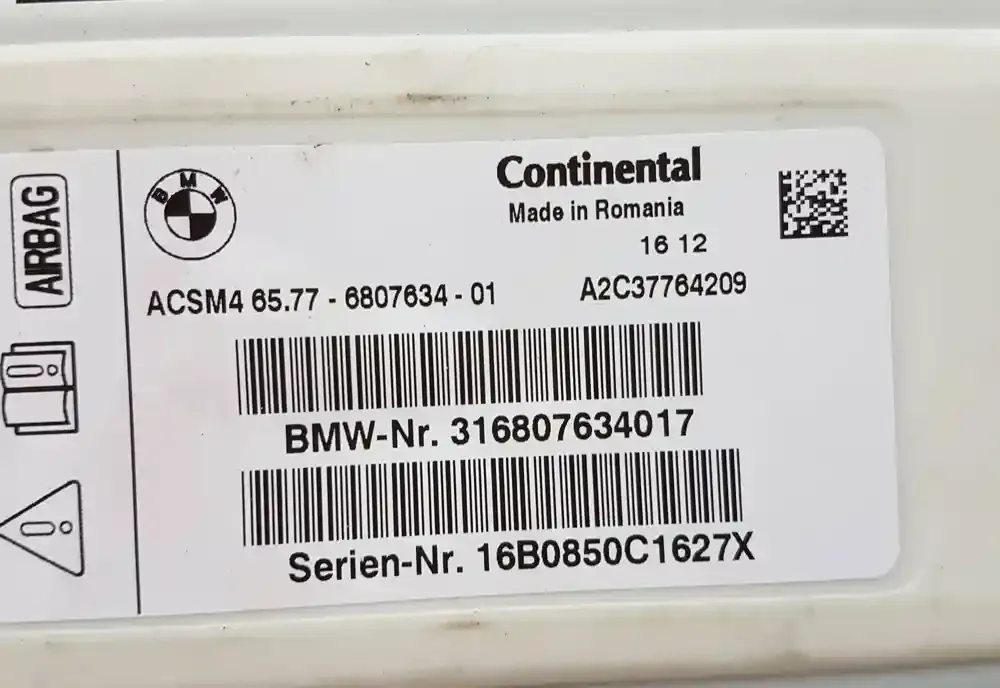 AIRBAG
BMW
Continental
Made in Romania
16 12
ACSM4 65.77 - 6807634 - 01
A2C37764209
BMW-Nr. 316807634017
Serien-Nr. 16B0850C1627X